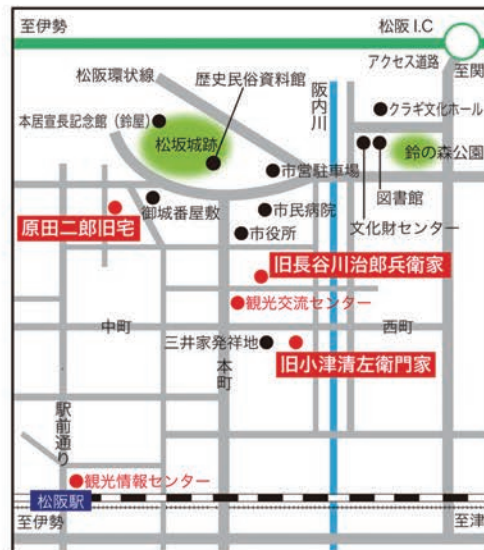 至伊勢
松阪 I.C
アクセス道路
至関
松阪環状線
歴史民俗資料館
阪内川
クラギ文化ホール
本居宣長記念館（鈴屋）
松坂城跡
鈴の森公園
市営駐車場
図書館
御城番屋敷
市民病院
文化財センター
原田二郎旧宅
市役所
旧長谷川治郎兵衛家
観光交流センター
中町
西町
三井家発祥地
本町
旧小津清左衛門家
駅前通り
観光情報センター
松阪駅
至伊勢
至津